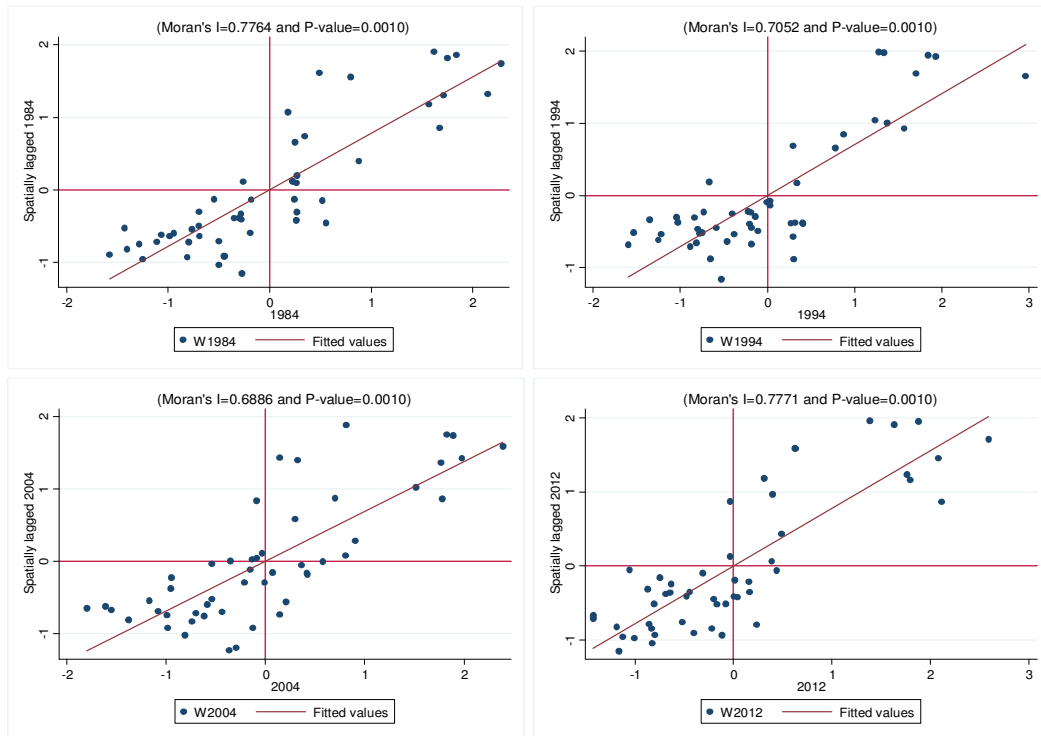 (Moran's I=0.7764 and P-value=0.0010)
Spatially lagged 1984
2
1
0
-1
-2 -1 0 1 2
1984
W1984 Fitted values
(Moran's I=0.7052 and P-value=0.0010)
Spatially lagged 1994
2
1
0
-1
-2 -1 0 1 2 3
1994
W1994 Fitted values
(Moran's I=0.6886 and P-value=0.0010)
Spatially lagged 2004
2
1
0
-1
-2 -1 0 1 2
2004
W2004 Fitted values
(Moran's I=0.7771 and P-value=0.0010)
Spatially lagged 2012
2
1
0
-1
-1 0 1 2 3
2012
W2012 Fitted values